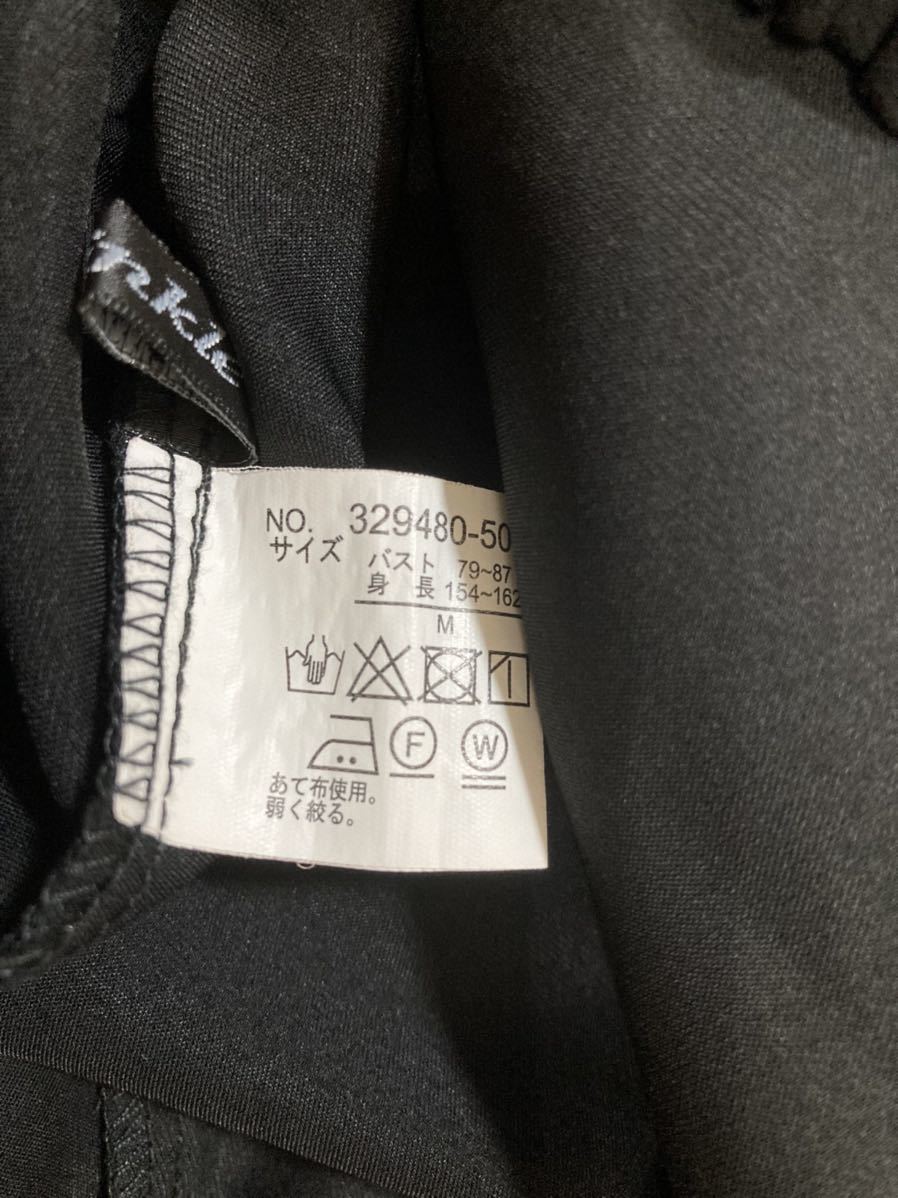 nkle
NO. 329480-50
サイズ バスト 79~87
身 長 154~162
M
F W
あて布使用。
弱く絞る。